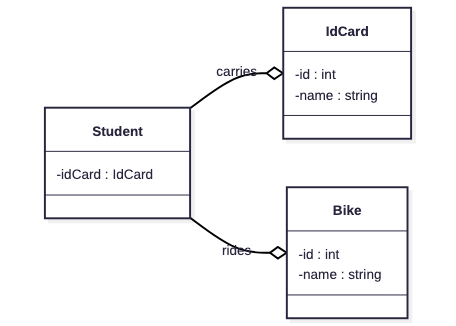 IdCard
-id : int
-name : string
carries
Student
-idCard : IdCard
rides
Bike
-id : int
-name : string